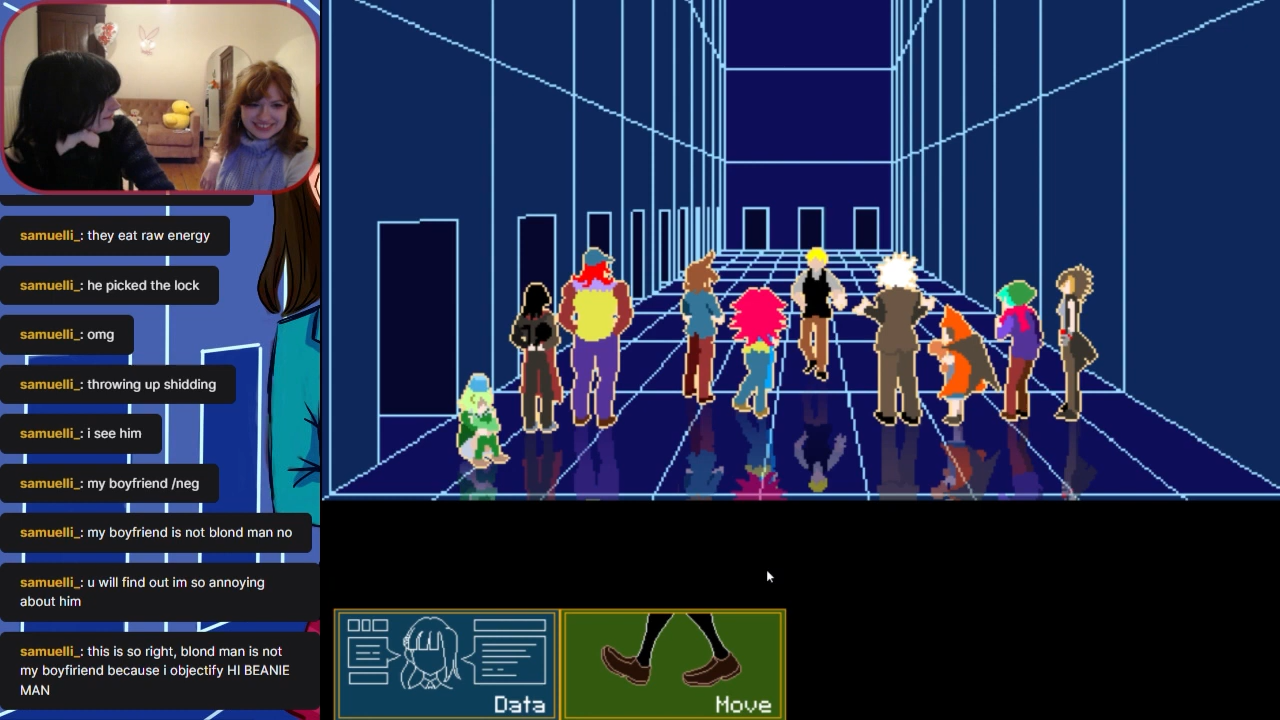 samuelli_: they eat raw energy
samuelli_: he picked the lock
samuelli_: omg
samuelli_: throwing up shidding
samuelli_: i see him
samuelli_: my boyfriend /neg
samuelli_: my boyfriend is not blond man no
samuelli_: u will find out im so annoying
about him
samuelli_: this is so right, blond man is not
my boyfriend because i objectify HI BEANIE
MAN
Data
Move